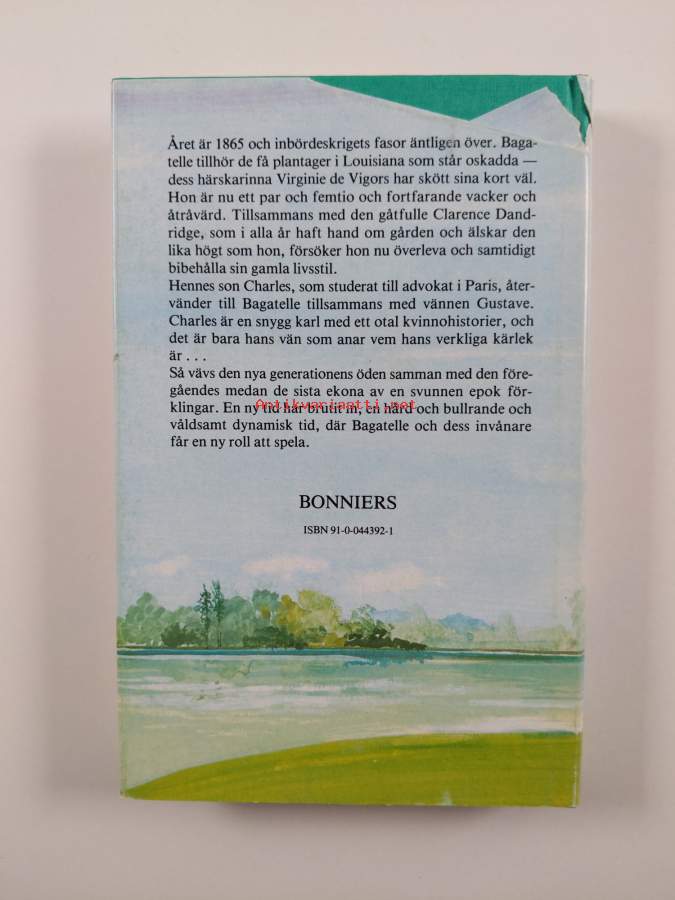 Året är 1865 och inbördeskrigets fasor äntligen över. Baga-
telle tillhör de få plantager i Louisiana som står oskadda —
dess härskarinna Virginie de Vigors har skött sina kort väl.
Hon är nu ett par och femtio och fortfarande vacker och
åtråvärd. Tillsammans med den gåtfulle Clarence Dand-
ridge, som i alla år haft hand om gården och älskar den
lika högt som hon, försöker hon nu överleva och samtidigt
bibehålla sin gamla livsstil.
Hennes son Charles, som studerat till advokat i Paris, åter-
vänder till Bagatelle tillsammans med vännen Gustave.
Charles är en snygg karl med ett otal kvinnohistorier, och
det är bara hans vän som anar vem hans verkliga kärlek
är . . .
Så vävs den nya generationens öden samman med den före-
gåendes medan de sista ekona av en svunnen epok för-
klingar. En ny tid har brutit in, en hård och bullrande och
Antikvariaatti.net
våldsamt dynamisk tid, där Bagatelle och dess invånare
får en ny roll att spela.
BONNIERS
ISBN 91-0-044392-1